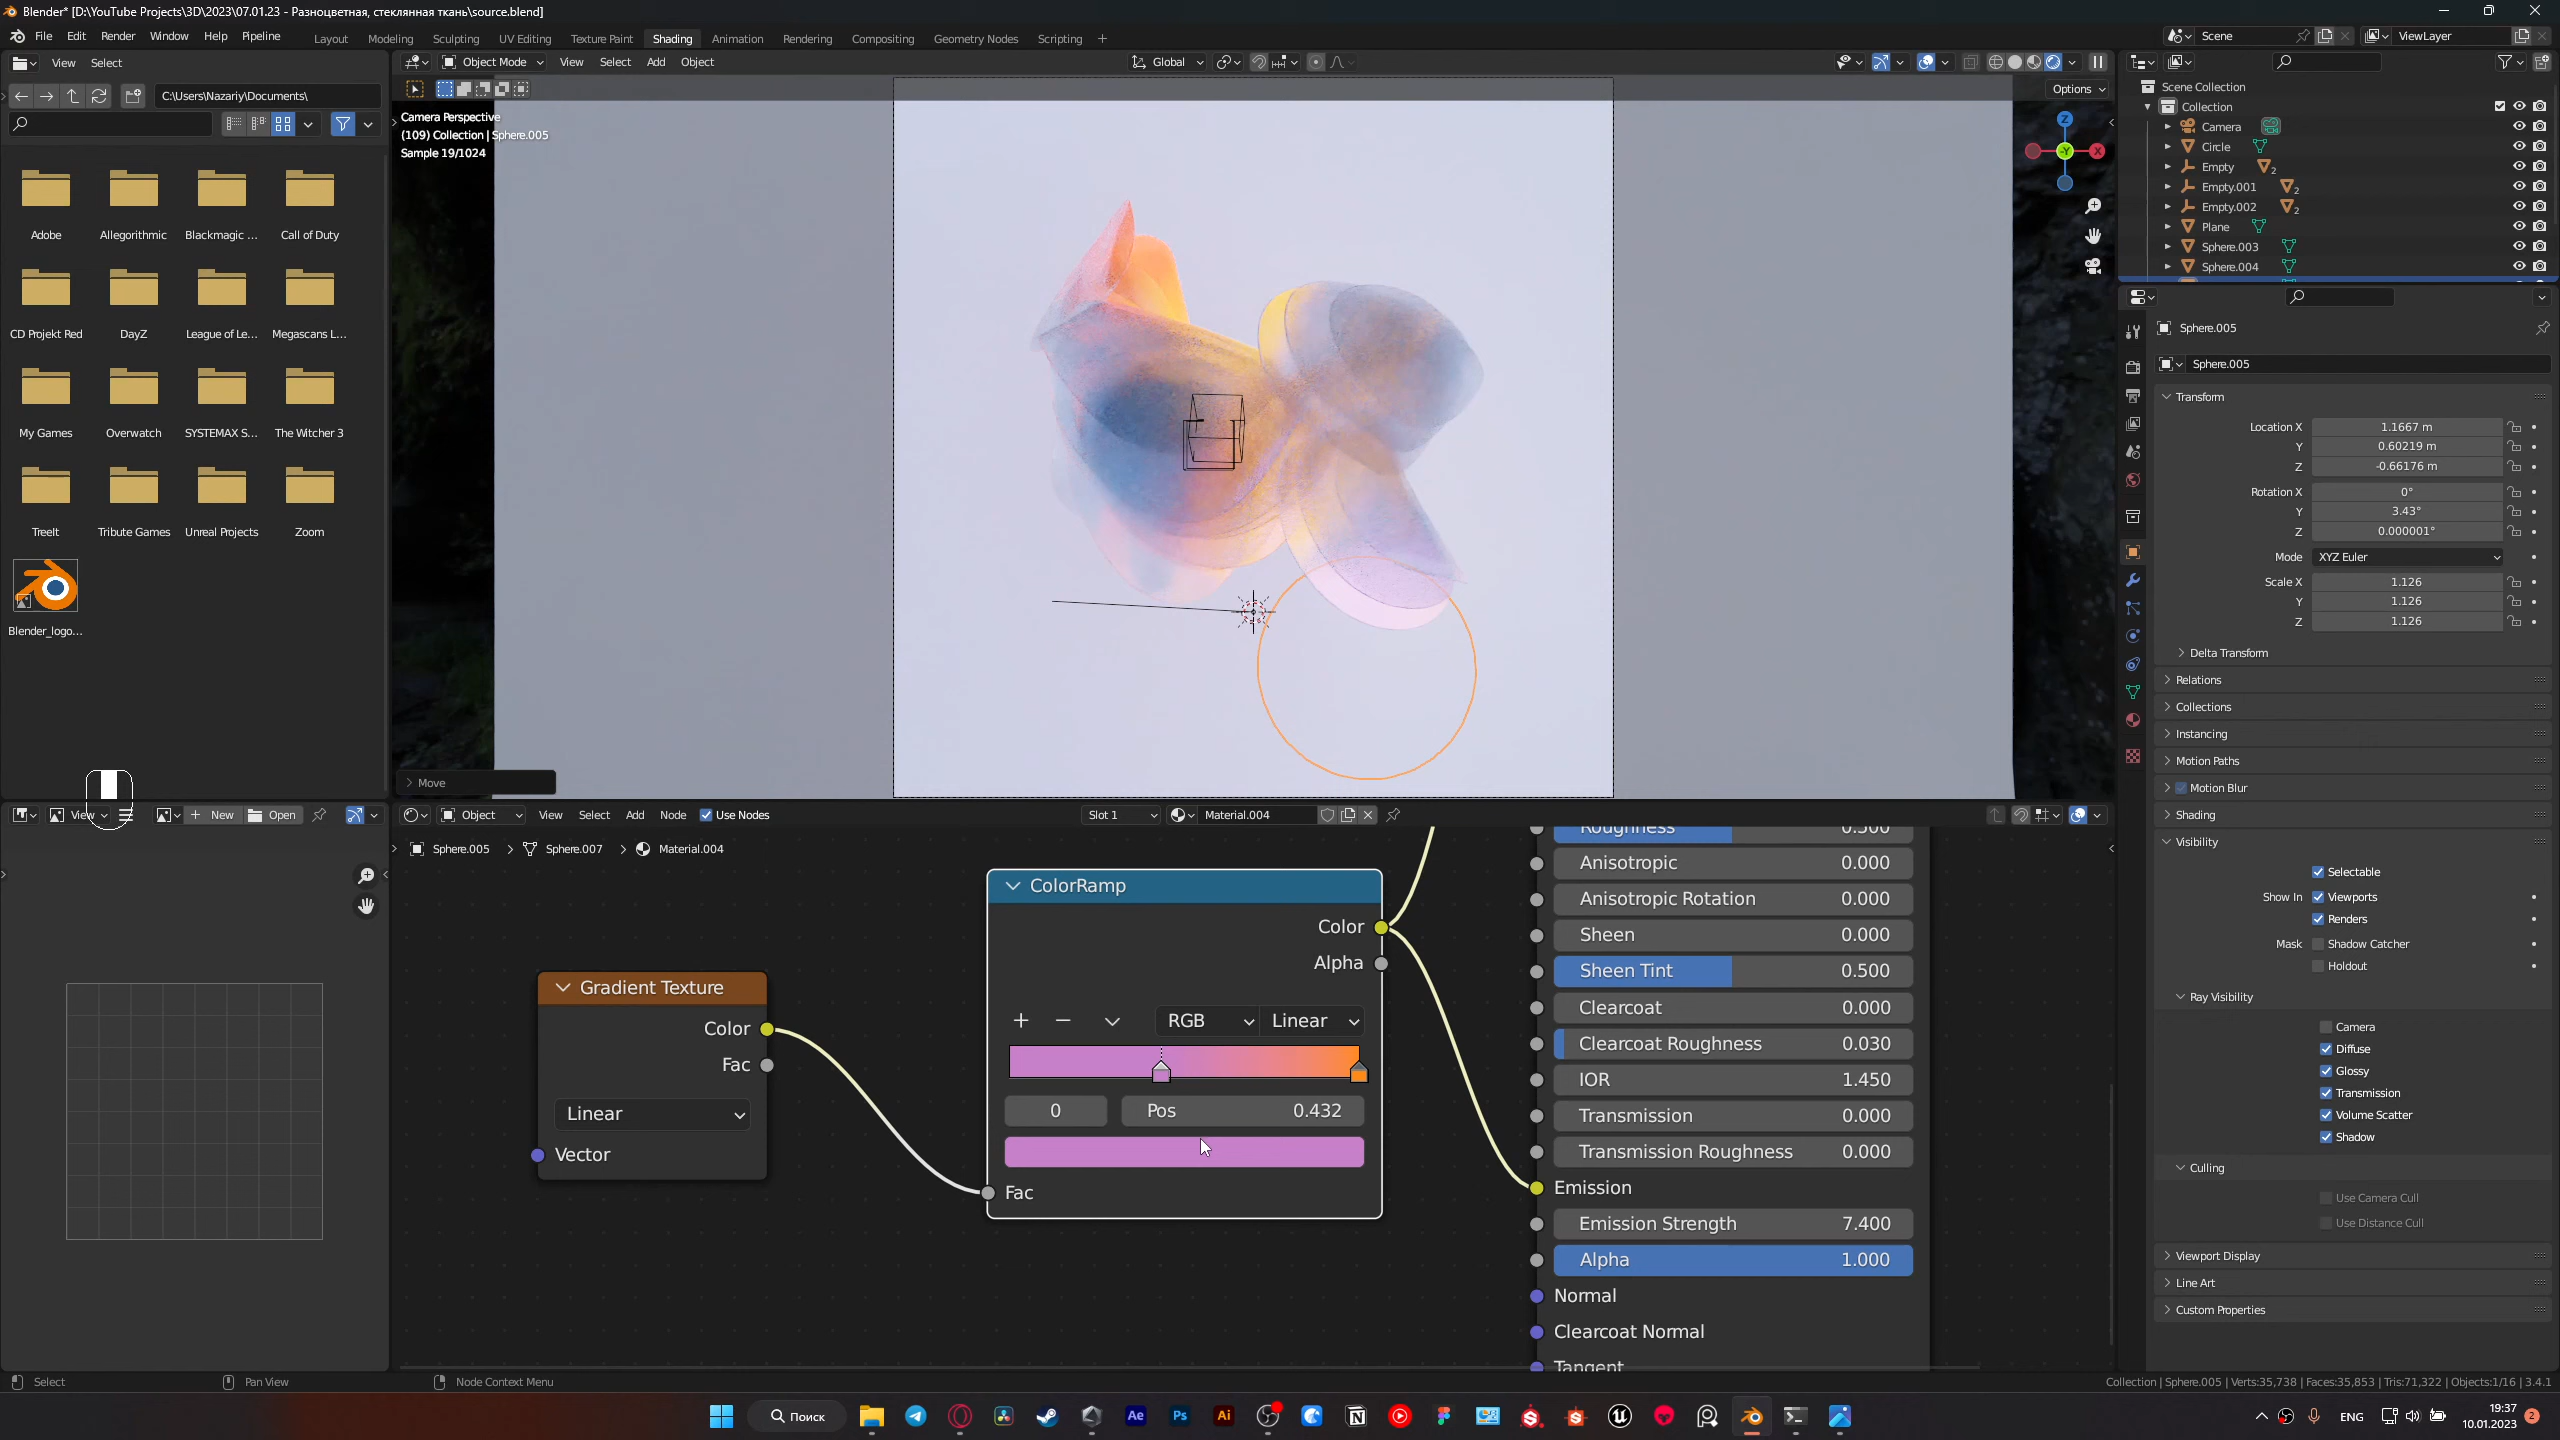 Blender* [D:\YouTube Projects\3D\2023\07.01.23 - Разноцветная, стеклянная ткань\source.blend]
File Edit Render Window Help Pipeline
Layout Modeling Sculpting UV Editing Texture Paint Shading Animation Rendering Compositing Geometry Nodes Scripting +
Scene
ViewLayer
View Select
Object Mode View Select Add Object
Global
C:\Users\Nazariy\Documents\
Options
Camera Perspective
(109) Collection | Sphere.005
Sample 19/1024
Z
-Y
X
Adobe
Allegorithmic
Blackmagic ...
Call of Duty
CD Projekt Red
DayZ
League of Le...
Megascans L...
My Games
Overwatch
SYSTEMAX S...
The Witcher 3
TreeIt
Tribute Games
Unreal Projects
Zoom
Blender_logo...
Move
Scene Collection
Collection
Camera
Circle
Empty
2
Empty.001
2
Empty.002
2
Plane
Sphere.003
Sphere.004
Sphere.005
Sphere.005
Transform
Location X 1.1667 m
Y 0.60219 m
Z -0.66176 m
Rotation X 0°
Y 3.43°
Z 0.000001°
Mode XYZ Euler
Scale X 1.126
Y 1.126
Z 1.126
Delta Transform
Relations
Collections
Instancing
Motion Paths
Motion Blur
Shading
Visibility
Selectable
Show In Viewports
Renders
Mask Shadow Catcher
Holdout
Ray Visibility
Camera
Diffuse
Glossy
Transmission
Volume Scatter
Shadow
Culling
Use Camera Cull
Use Distance Cull
Viewport Display
Line Art
Custom Properties
View
New
Open
Object View Select Add Node Use Nodes
Slot 1
Material.004
Sphere.005 > Sphere.007 > Material.004
Gradient Texture
Color
Fac
Linear
Vector
ColorRamp
Color
Alpha
RGB Linear
0 Pos 0.432
Fac
Roughness 0.500
Anisotropic 0.000
Anisotropic Rotation 0.000
Sheen 0.000
Sheen Tint 0.500
Clearcoat 0.000
Clearcoat Roughness 0.030
IOR 1.450
Transmission 0.000
Transmission Roughness 0.000
Emission
Emission Strength 7.400
Alpha 1.000
Normal
Clearcoat Normal
Tangent
Select
Pan View
Node Context Menu
Collection | Sphere.005 | Verts:35,738 | Faces:35,853 | Tris:71,322 | Objects:1/16 | 3.4.1
Поиск
Ae
Ps
Ai
ENG
19:37
10.01.2023
2